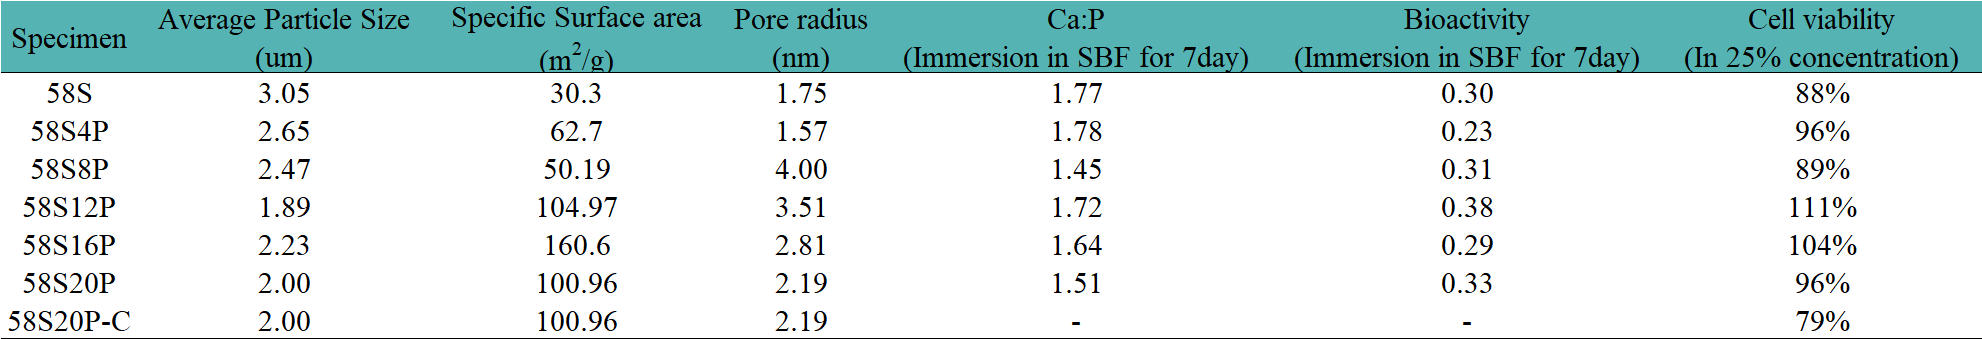 Specimen Average Particle Size (um) Specific Surface area (m²/g) Pore radius (nm) Ca:P (Immersion in SBF for 7day) Bioactivity (Immersion in SBF for 7day) Cell viability (In 25% concentration)
58S 3.05 30.3 1.75 1.77 0.30 88%
58S4P 2.65 62.7 1.57 1.78 0.23 96%
58S8P 2.47 50.19 4.00 1.45 0.31 89%
58S12P 1.89 104.97 3.51 1.72 0.38 111%
58S16P 2.23 160.6 2.81 1.64 0.29 104%
58S20P 2.00 100.96 2.19 1.51 0.33 96%
58S20P-C 2.00 100.96 2.19 - - 79%